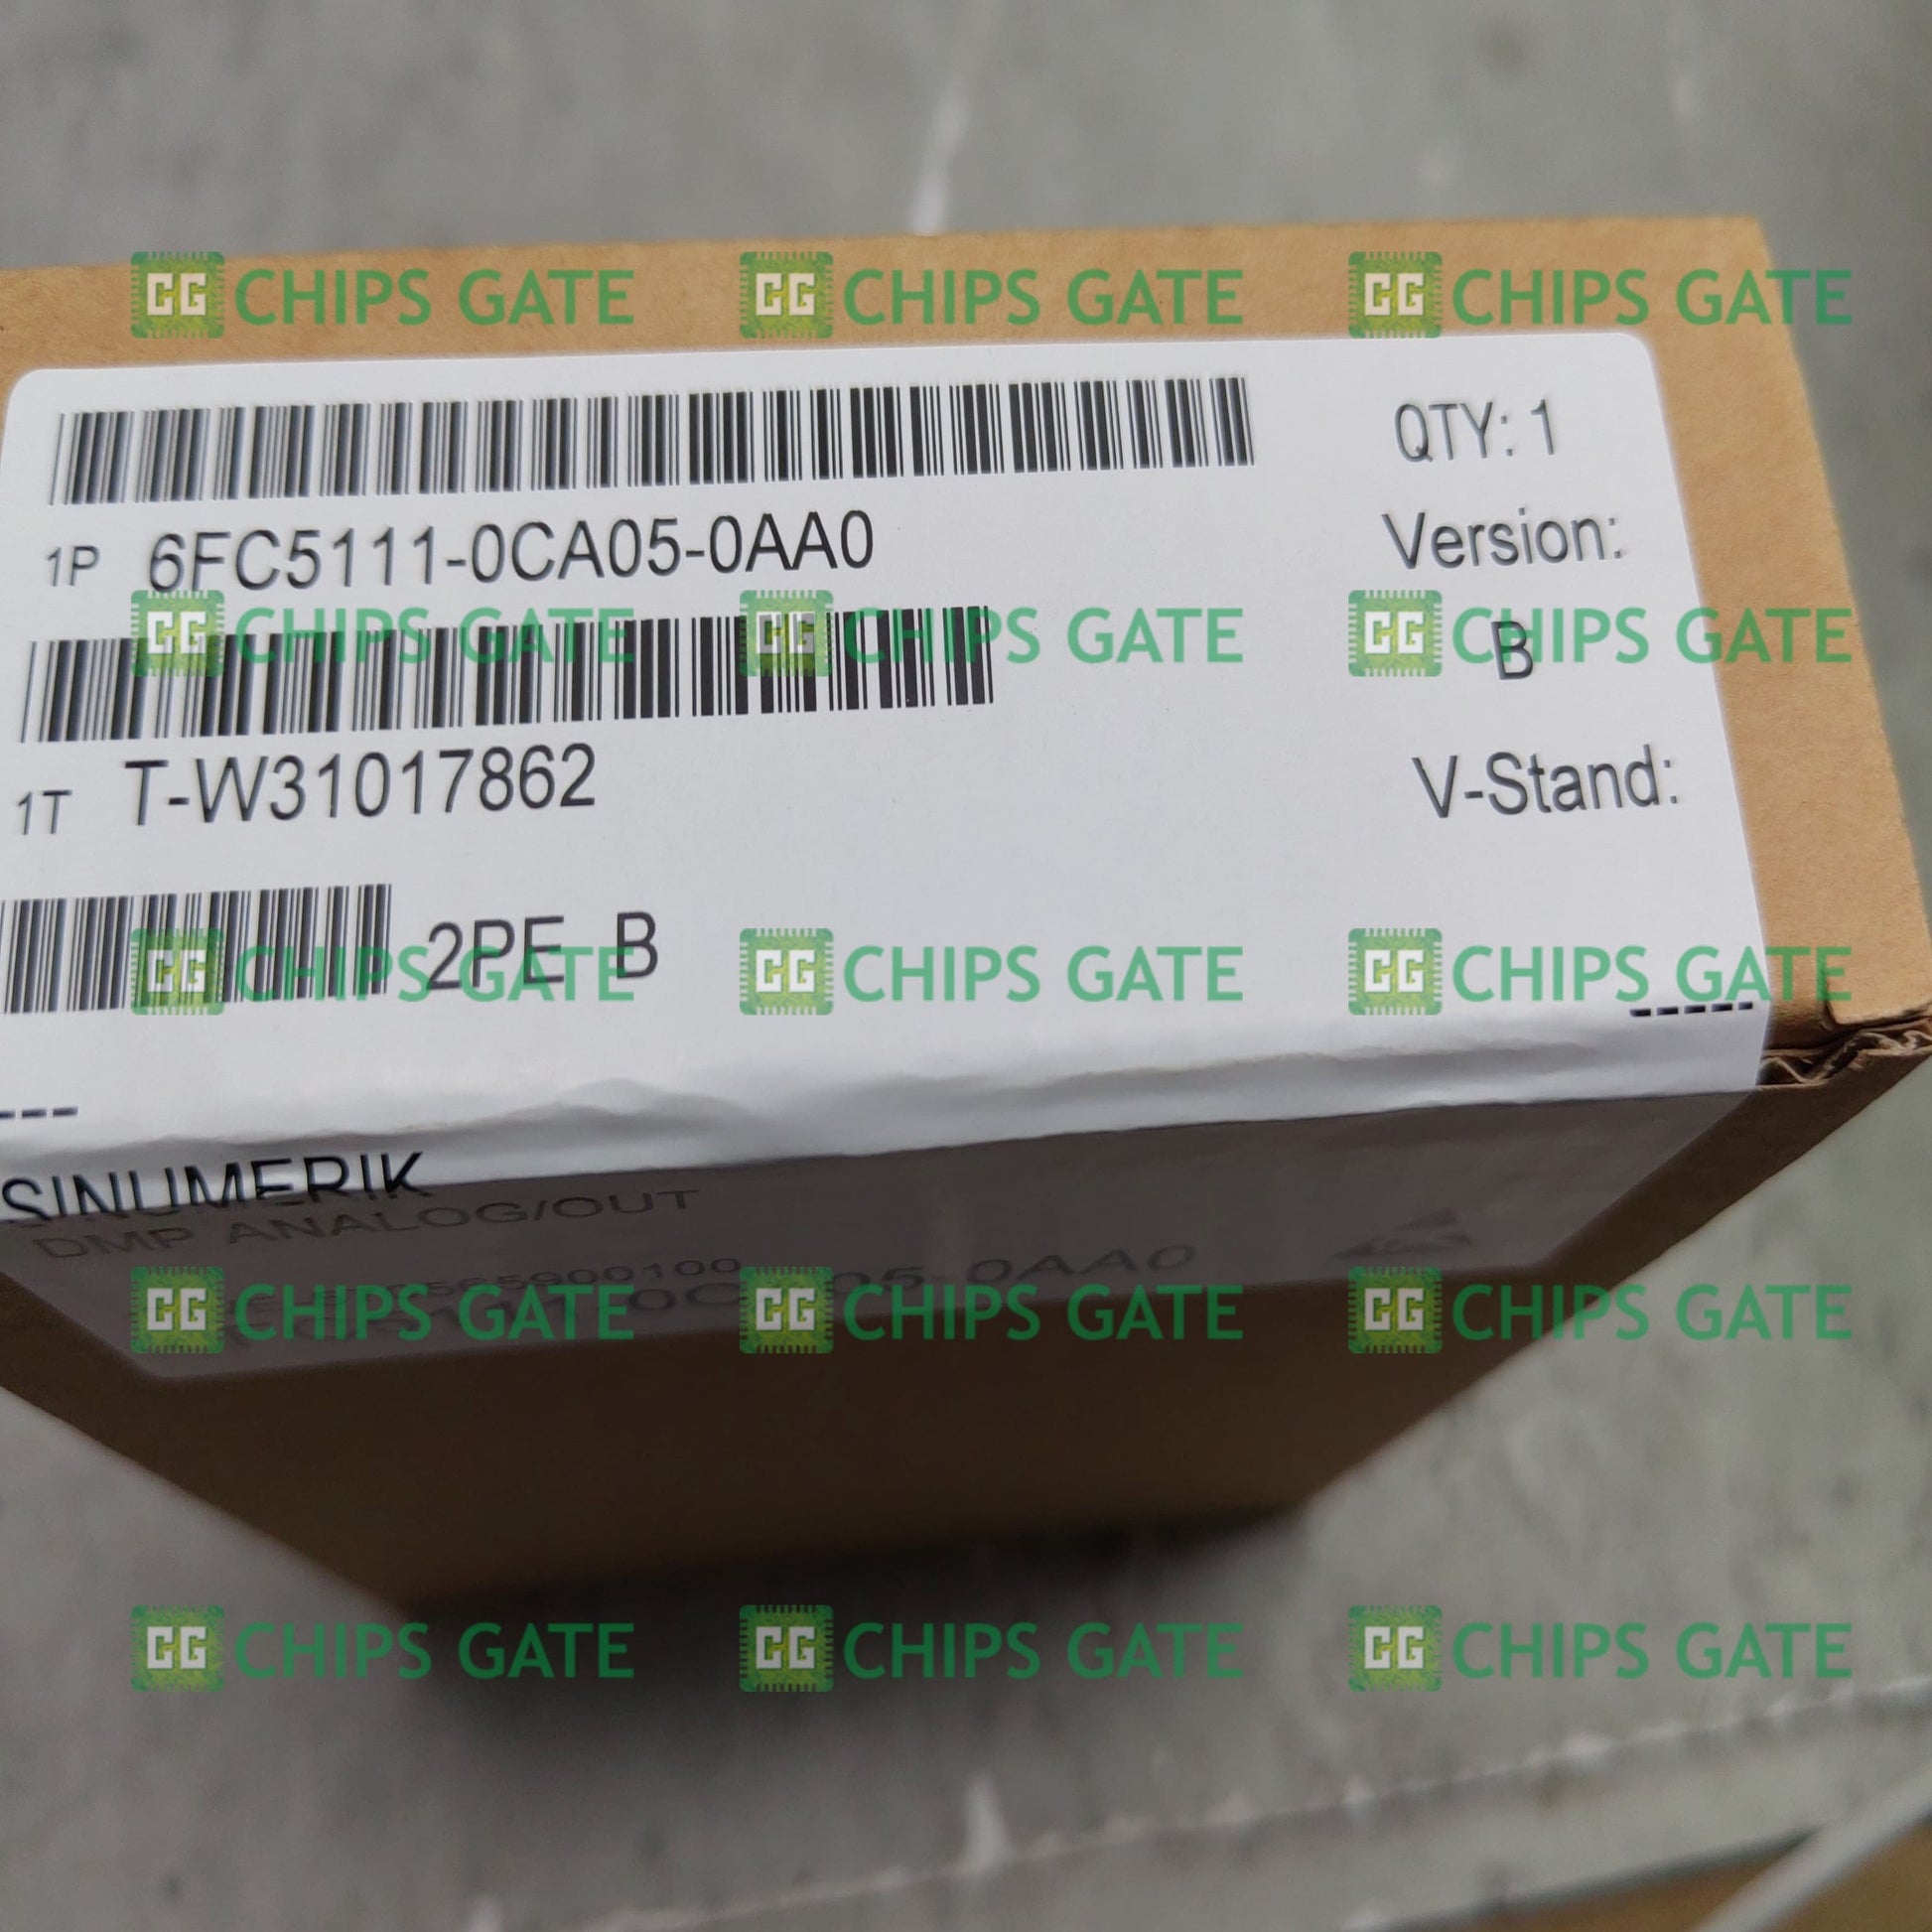 CG CHIPS GATE CG CHIPS GATE CG CHIPS GATE
QTY: 1
1P 6FC5111-0CA05-0AA0
Version:
CG CHIPS GATE CG CHIPS GATE CG CHIPS GATE
B
1T T-W31017862
V-Stand:
2PE B
CG CHIPS GATE CG CHIPS GATE CG CHIPS GATE
-----
---
SINUMERIK
DMP ANALOG/OUT
CG CHIPS GATE CG CHIPS GATE CG CHIPS GATE
CG CHIPS GATE CG CHIPS GATE CG CHIPS GATE